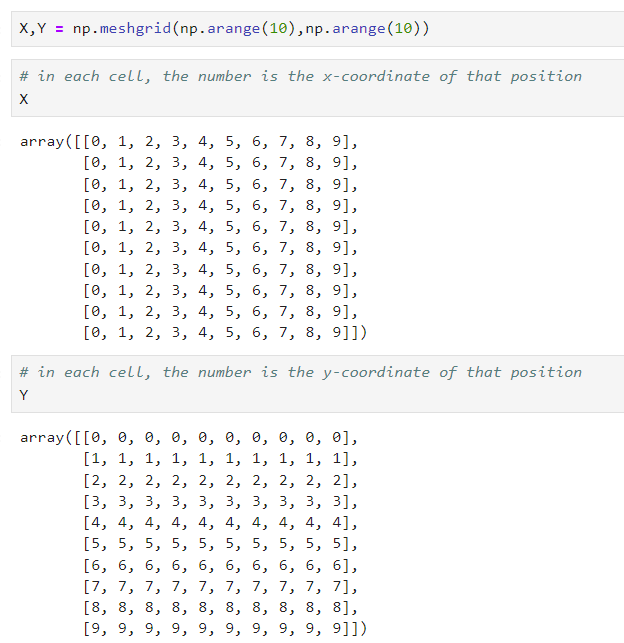 X,Y = np.meshgrid(np.arange(10),np.arange(10))
# in each cell, the number is the x-coordinate of that position
X
array([[0, 1, 2, 3, 4, 5, 6, 7, 8, 9],
[0, 1, 2, 3, 4, 5, 6, 7, 8, 9],
[0, 1, 2, 3, 4, 5, 6, 7, 8, 9],
[0, 1, 2, 3, 4, 5, 6, 7, 8, 9],
[0, 1, 2, 3, 4, 5, 6, 7, 8, 9],
[0, 1, 2, 3, 4, 5, 6, 7, 8, 9],
[0, 1, 2, 3, 4, 5, 6, 7, 8, 9],
[0, 1, 2, 3, 4, 5, 6, 7, 8, 9],
[0, 1, 2, 3, 4, 5, 6, 7, 8, 9],
[0, 1, 2, 3, 4, 5, 6, 7, 8, 9]])
# in each cell, the number is the y-coordinate of that position
Y
array([[0, 0, 0, 0, 0, 0, 0, 0, 0, 0],
[1, 1, 1, 1, 1, 1, 1, 1, 1, 1],
[2, 2, 2, 2, 2, 2, 2, 2, 2, 2],
[3, 3, 3, 3, 3, 3, 3, 3, 3, 3],
[4, 4, 4, 4, 4, 4, 4, 4, 4, 4],
[5, 5, 5, 5, 5, 5, 5, 5, 5, 5],
[6, 6, 6, 6, 6, 6, 6, 6, 6, 6],
[7, 7, 7, 7, 7, 7, 7, 7, 7, 7],
[8, 8, 8, 8, 8, 8, 8, 8, 8, 8],
[9, 9, 9, 9, 9, 9, 9, 9, 9, 9]])